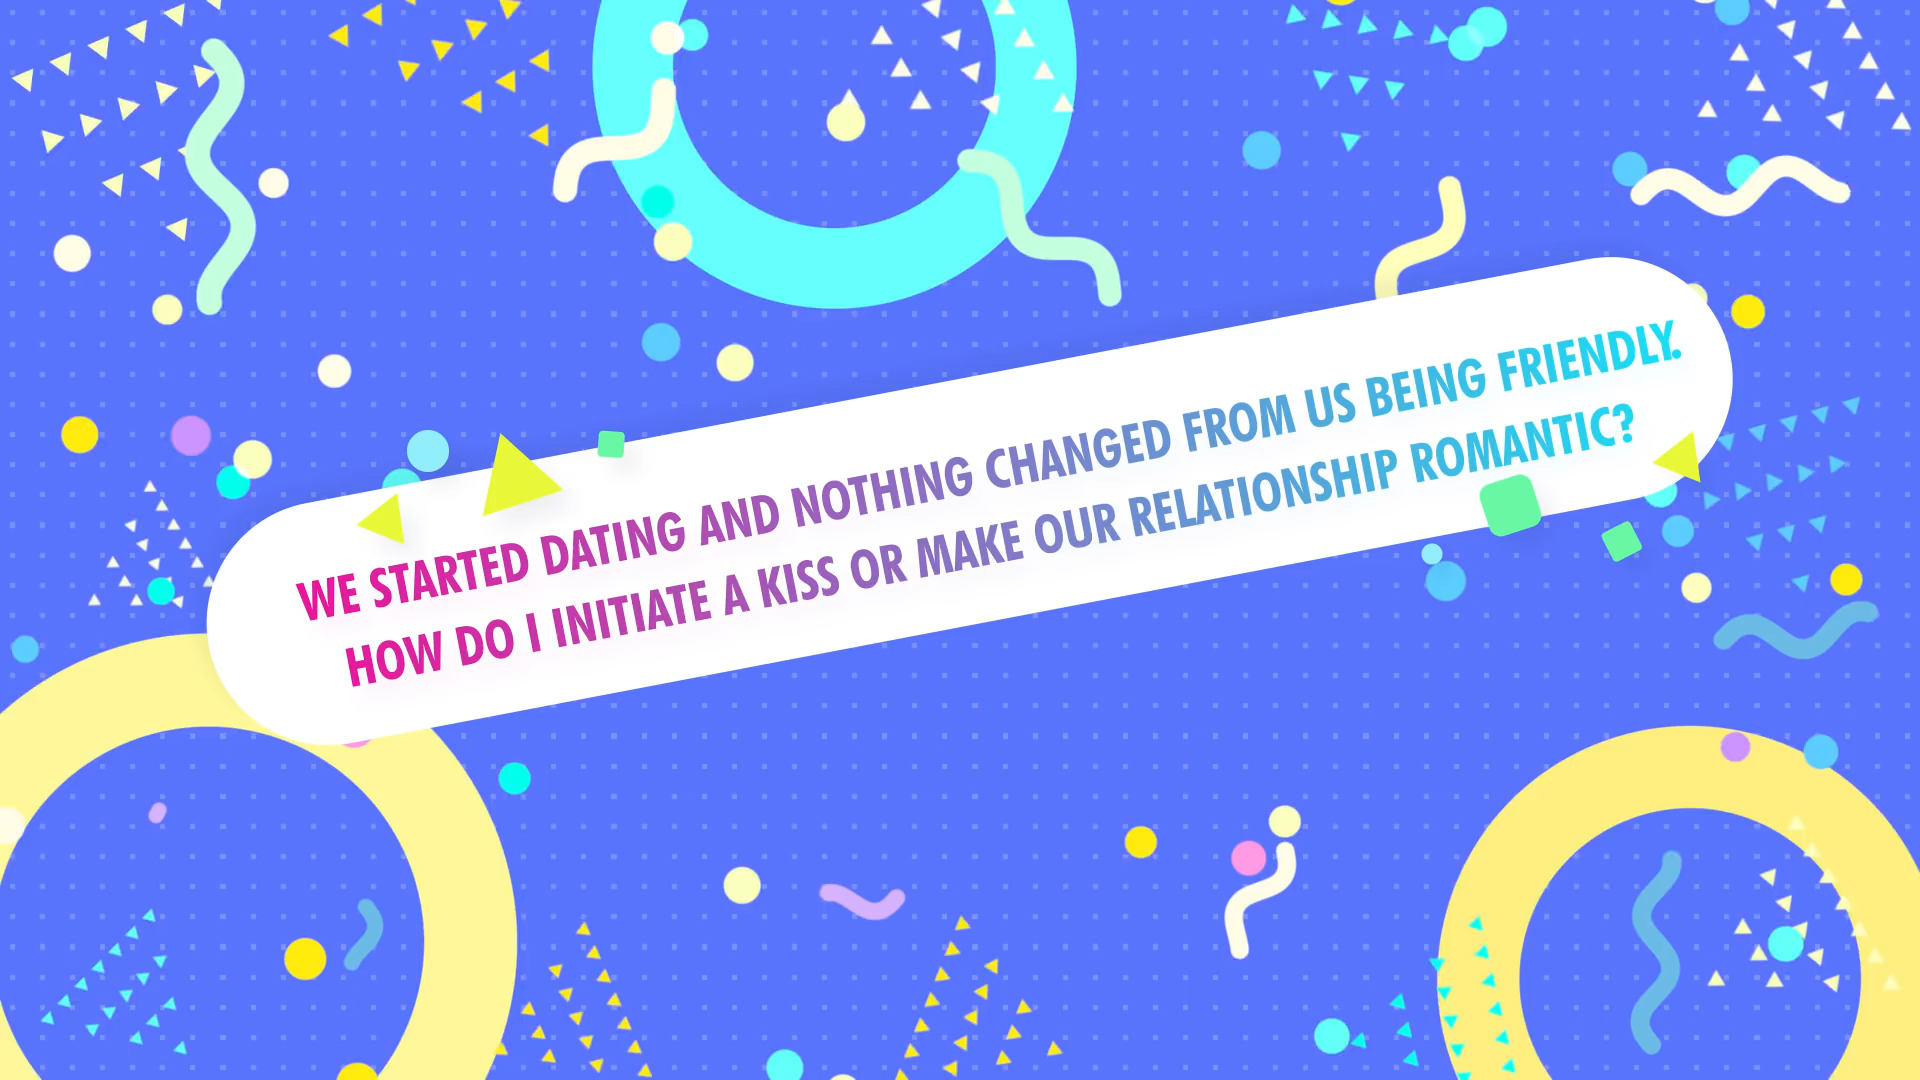 WE STARTED DATING AND NOTHING CHANGED FROM US BEING FRIENDLY.
HOW DO I INITIATE A KISS OR MAKE OUR RELATIONSHIP ROMANTIC?